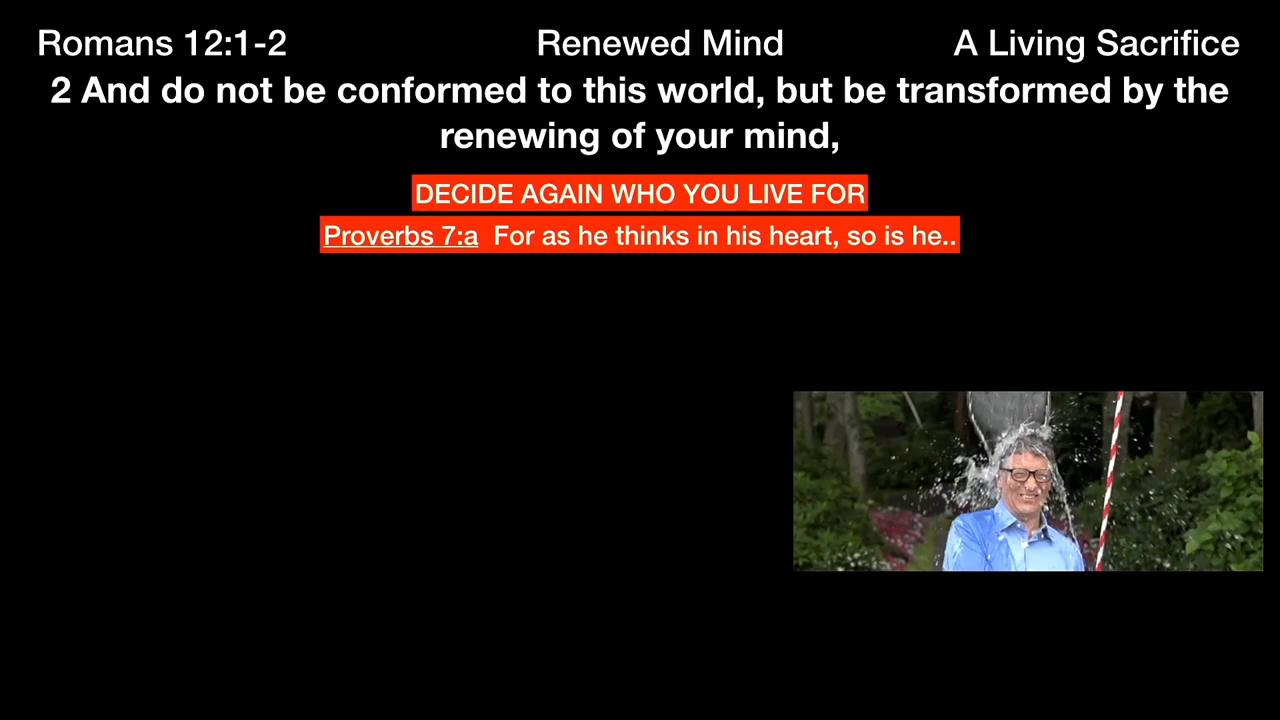 Romans 12:1-2 Renewed Mind A Living Sacrifice
2 And do not be conformed to this world, but be transformed by the
renewing of your mind,
DECIDE AGAIN WHO YOU LIVE FOR
Proverbs 7:a For as he thinks in his heart, so is he..